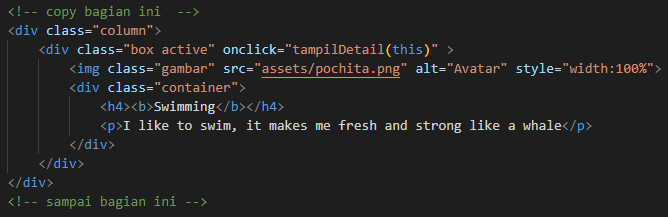 <!-- copy bagian ini  -->
<div class="column">
    <div class="box active" onclick="tampilDetail(this)" >
        <img class="gambar" src="assets/pochita.png" alt="Avatar" style="width:100%">
        <div class="container">
            <h4><b>Swimming</b></h4>
            <p>I like to swim, it makes me fresh and strong like a whale</p>
        </div>
    </div>
</div>
<!-- sampai bagian ini -->